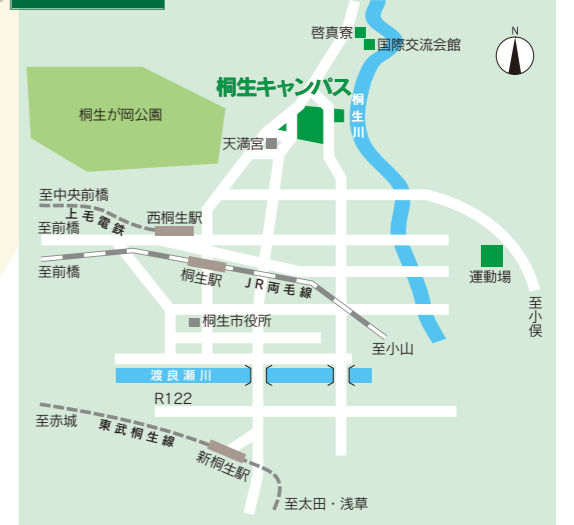 啓真寮
国際交流会館
N
桐生キャンパス
桐生川
桐生が岡公園
天満宮
至中央前橋
上毛電鉄
西桐生駅
至前橋
至前橋
桐生駅
JR両毛線
運動場
至小俣
桐生市役所
至小山
渡良瀬川
R122
至赤城
東武桐生線
新桐生駅
至太田・浅草